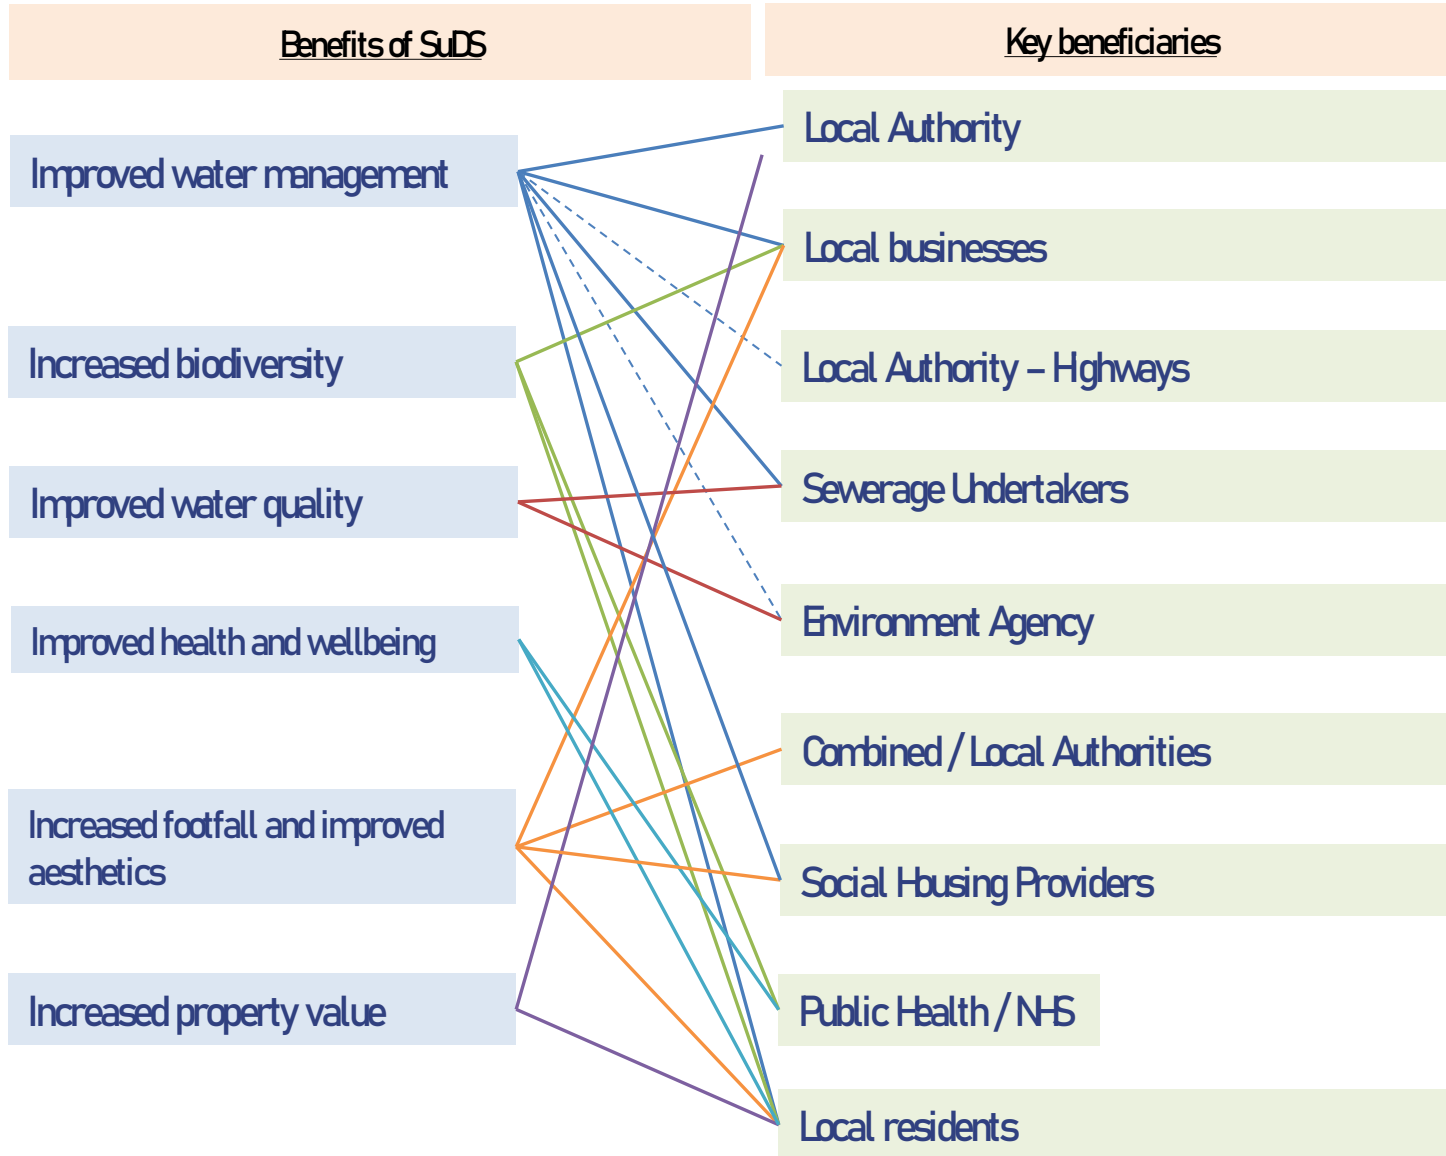 Benefits of SuDS
Key beneficiaries
Improved water management
Increased biodiversity
Improved water quality
Improved health and wellbeing
Increased footfall and improved
aesthetics
Increased property value
Local Authority
Local businesses
Local Authority – Highways
Sewerage Undertakers
Environment Agency
Combined / Local Authorities
Social Housing Providers
Public Health / NHS
Local residents